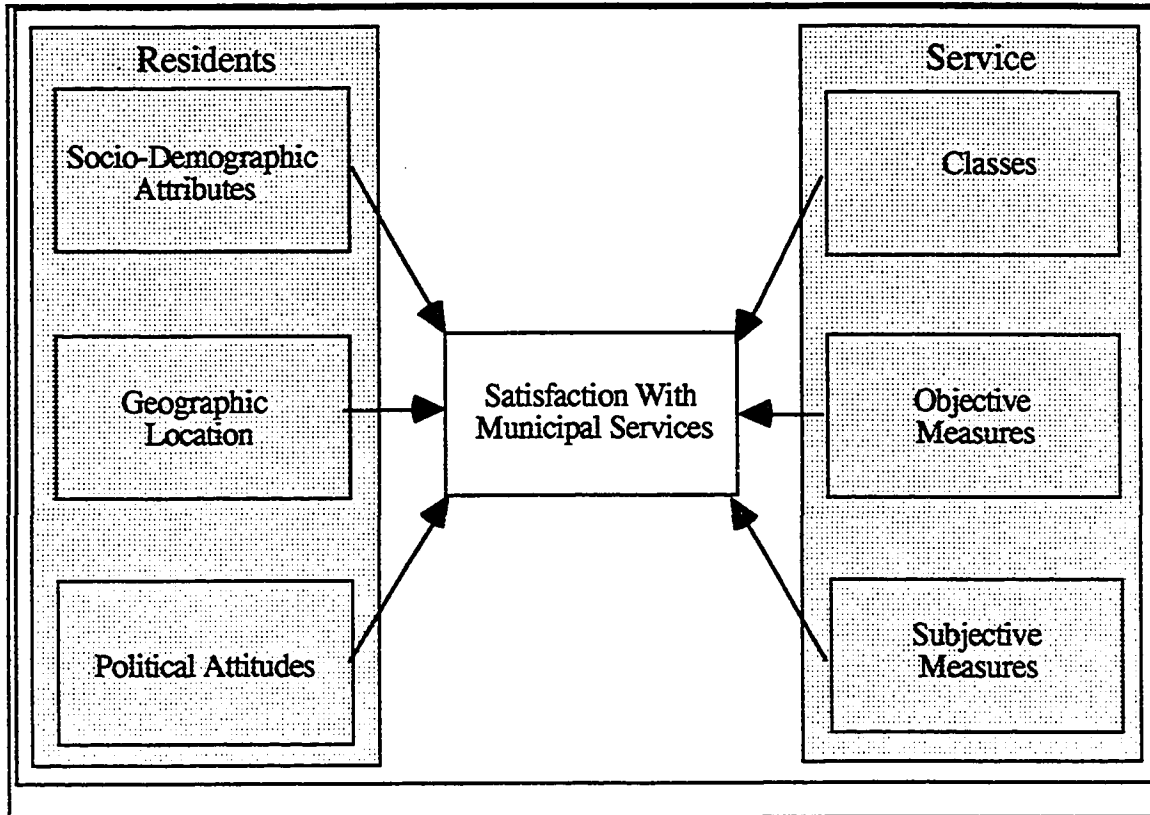 Residents
Socio-Demographic
Attributes
Geographic
Location
Political Attitudes
Satisfaction With
Municipal Services
Service
Classes
Objective
Measures
Subjective
Measures